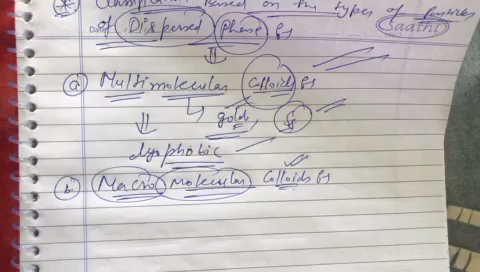 Classification Based on the types of Particles
of Dispersed phase
Saathi
(a) Multimolecular Colloids
gold,
Lyophobic
(b) Macro molecular Colloids